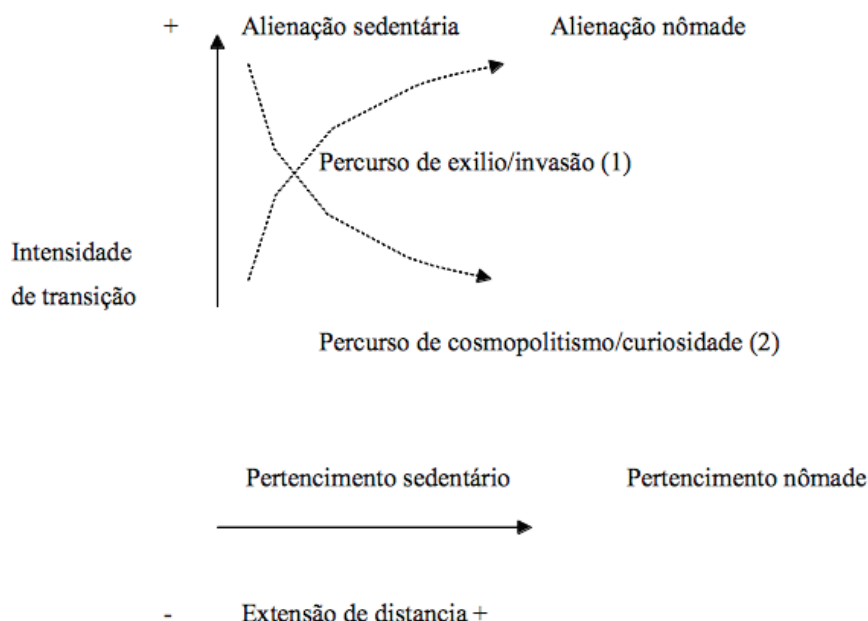 + Alienação sedentária Alienação nômade
Percurso de exilio/invasão (1)
Intensidade
de transição
Percurso de cosmopolitismo/curiosidade (2)
Pertencimento sedentário Pertencimento nômade
- Extensão de distancia +